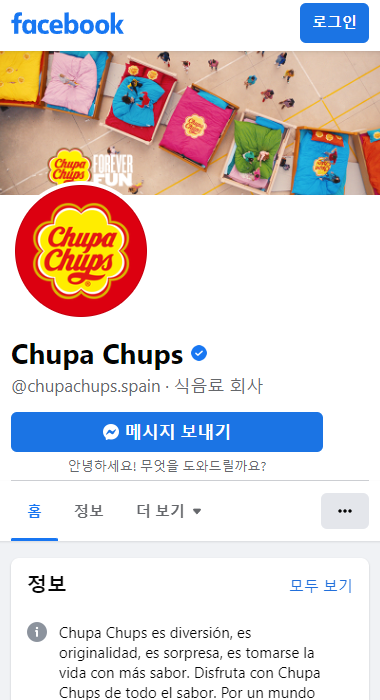 facebook
로그인
Chupa Chups
FOREVER
FUN
Chupa
Chups
Chupa Chups
@chupachups.spain · 식음료 회사
메시지 보내기
안녕하세요! 무엇을 도와드릴까요?
홈 정보 더 보기
정보 모두 보기
Chupa Chups es diversión, es
originalidad, es sorpresa, es tomarse la
vida con más sabor. Disfruta con Chupa
Chups de todo el sabor. Por un mundo